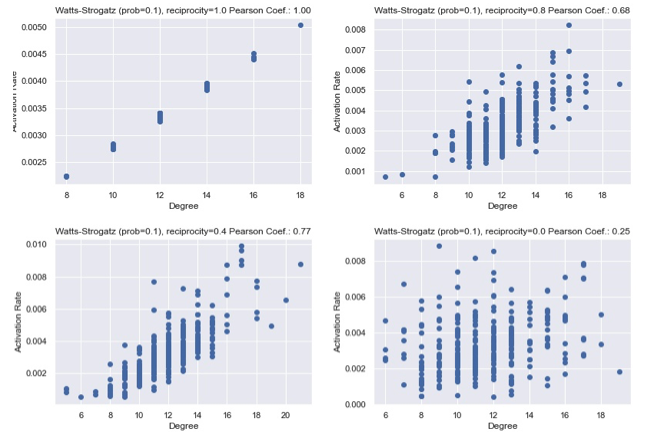 Watts-Strogatz (prob=0.1), reciprocity=1.0 Pearson Coef.: 1.00
0.0050
0.0045
0.0040
0.0035
0.0030
0.0025
Activation Rate
8 10 12 14 16 18
Degree
Watts-Strogatz (prob=0.1), reciprocity=0.8 Pearson Coef.: 0.68
0.008
0.007
0.006
0.005
0.004
0.003
0.002
0.001
Activation Rate
6 8 10 12 14 16 18
Degree
Watts-Strogatz (prob=0.1), reciprocity=0.4 Pearson Coef.: 0.77
0.010
0.008
0.006
0.004
0.002
Activation Rate
6 8 10 12 14 16 18 20
Degree
Watts-Strogatz (prob=0.1), reciprocity=0.0 Pearson Coef.: 0.25
0.008
0.006
0.004
0.002
0.000
Activation Rate
6 8 10 12 14 16 18
Degree